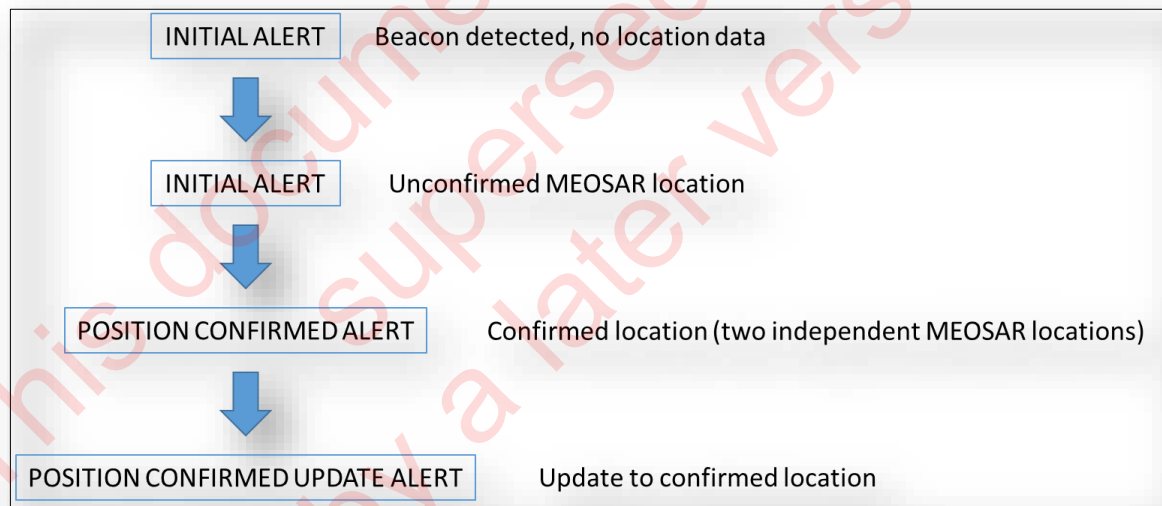 INITIAL ALERT Beacon detected, no location data
INITIAL ALERT Unconfirmed MEOSAR location
POSITION CONFIRMED ALERT Confirmed location (two independent MEOSAR locations)
POSITION CONFIRMED UPDATE ALERT Update to confirmed location